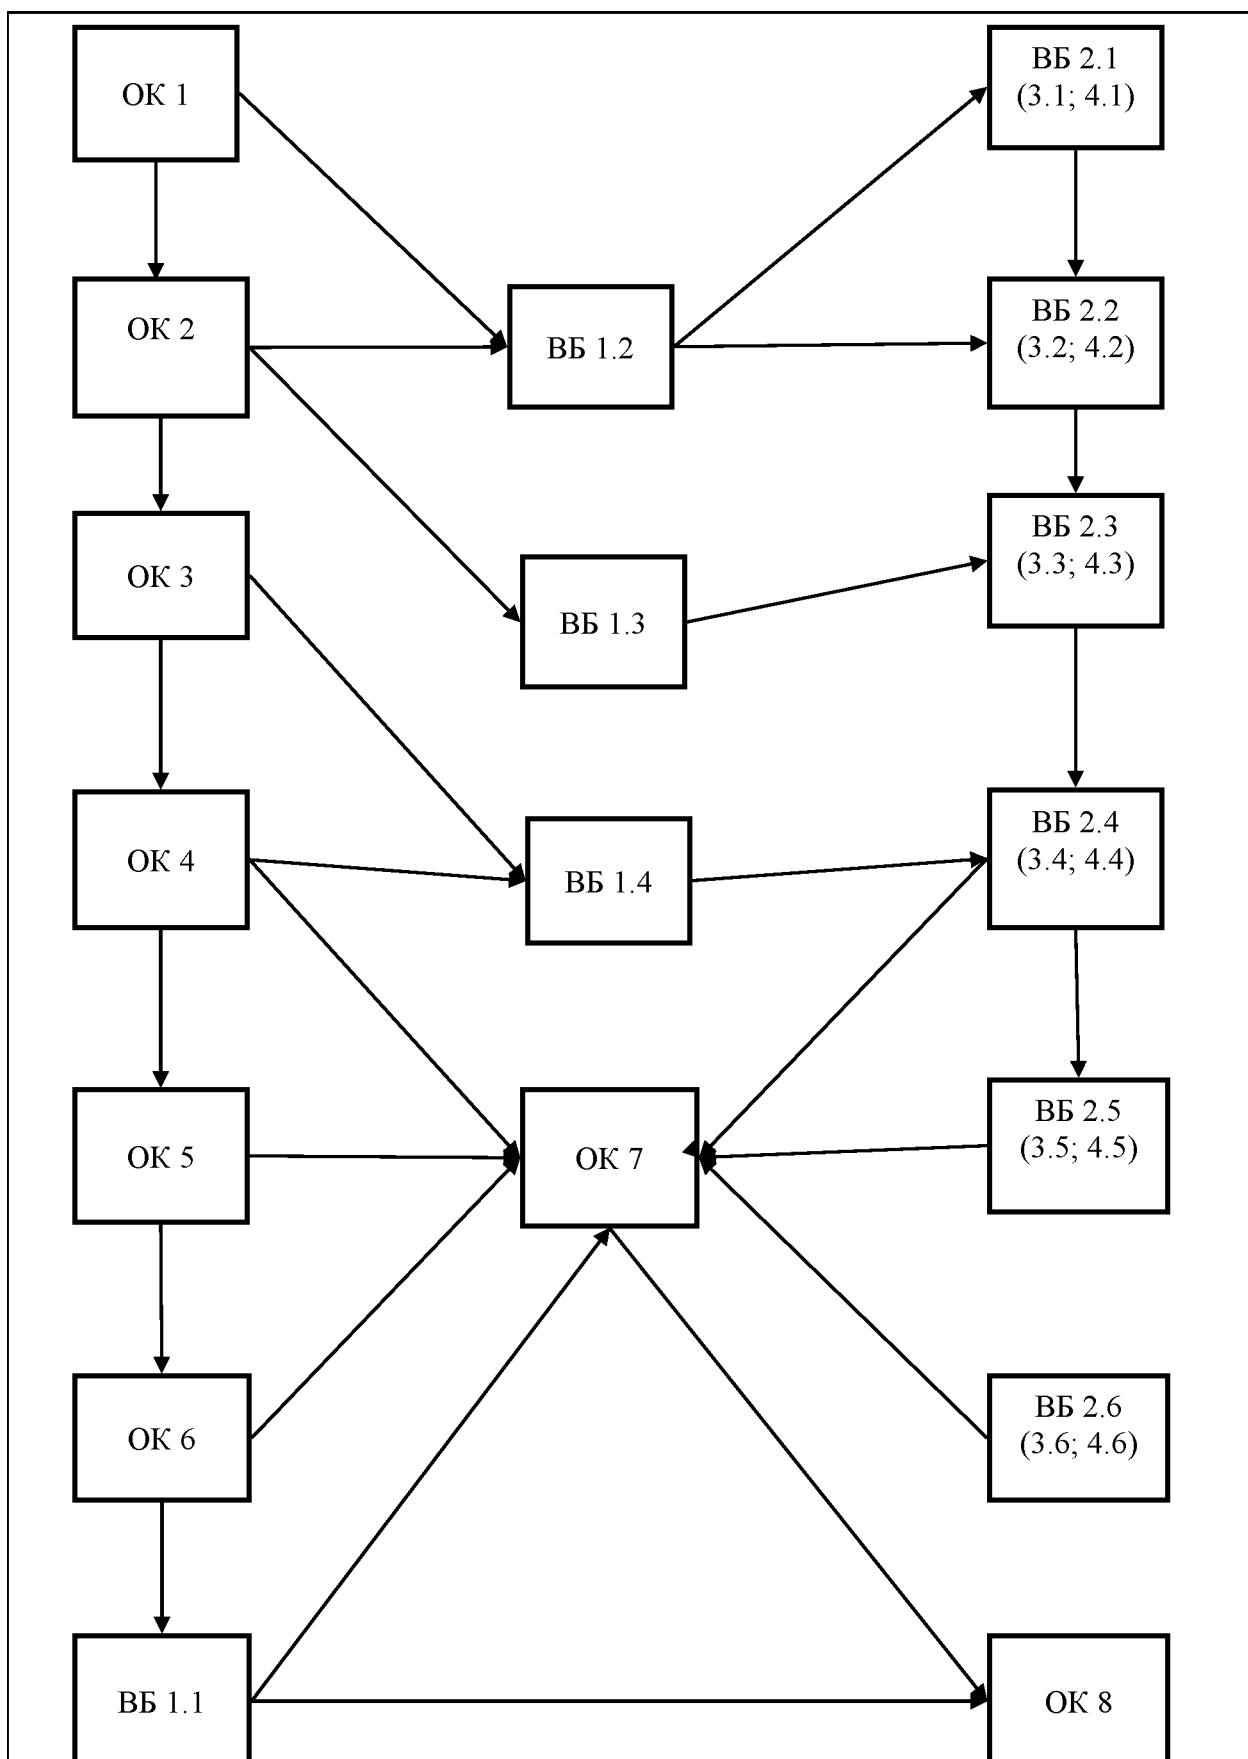 ОК 1
ВБ 2.1
(3.1; 4.1)
ОК 2
ВБ 1.2
ВБ 2.2
(3.2; 4.2)
ОК 3
ВБ 1.3
ВБ 2.3
(3.3; 4.3)
ОК 4
ВБ 1.4
ВБ 2.4
(3.4; 4.4)
ОК 5
ОК 7
ВБ 2.5
(3.5; 4.5)
ОК 6
ВБ 2.6
(3.6; 4.6)
ВБ 1.1
ОК 8